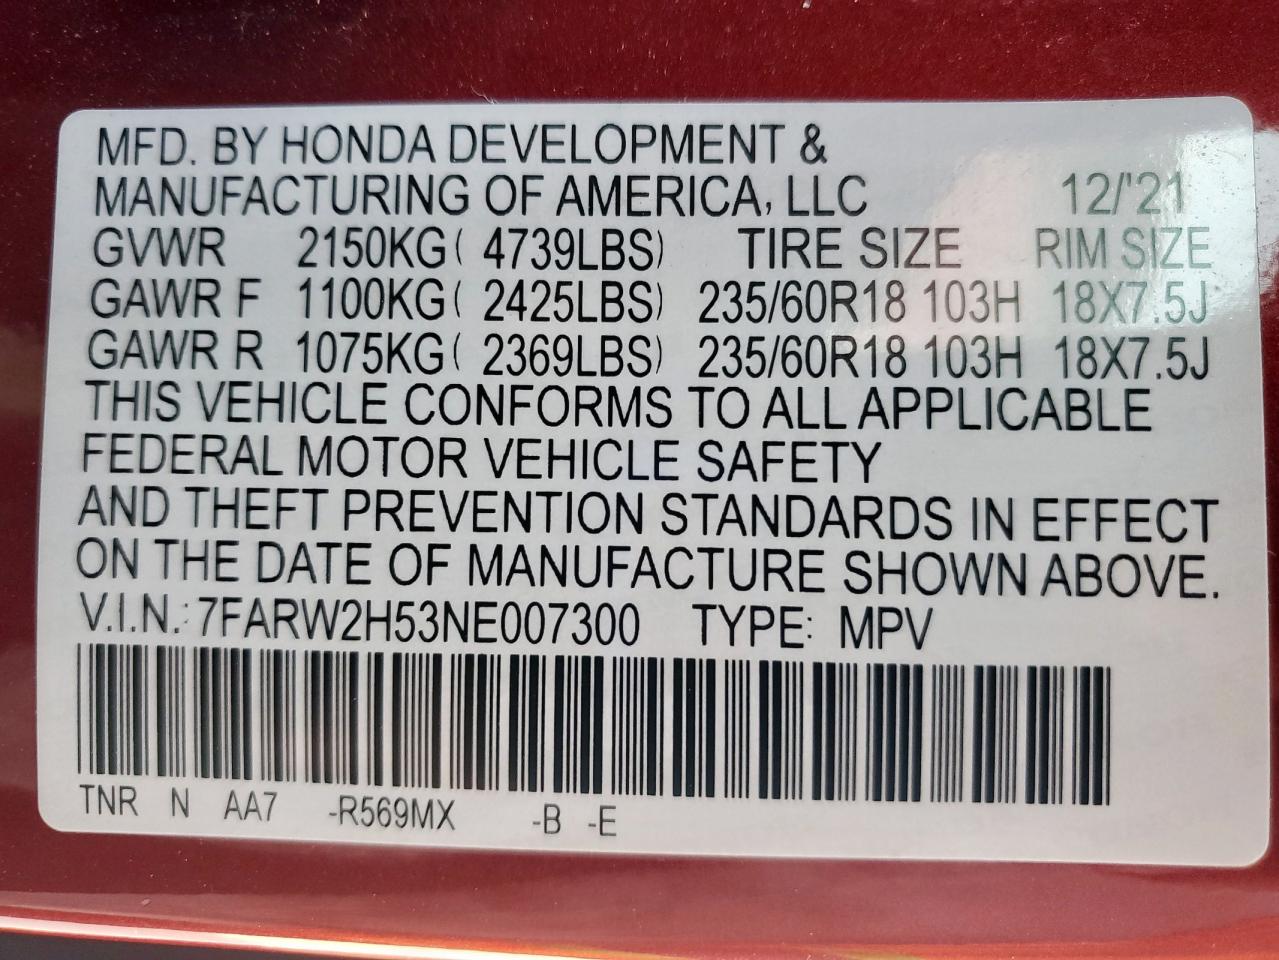 MFD. BY HONDA DEVELOPMENT &
MANUFACTURING OF AMERICA, LLC 12/'21
GVWR 2150KG( 4739LBS) TIRE SIZE RIM SIZE
GAWR F 1100KG( 2425LBS) 235/60R18 103H 18X7.5J
GAWR R 1075KG( 2369LBS) 235/60R18 103H 18X7.5J
THIS VEHICLE CONFORMS TO ALL APPLICABLE
FEDERAL MOTOR VEHICLE SAFETY
AND THEFT PREVENTION STANDARDS IN EFFECT
ON THE DATE OF MANUFACTURE SHOWN ABOVE.
V.I.N.: 7FARW2H53NE007300 TYPE: MPV
TNR N AA7 -R569MX -B -E